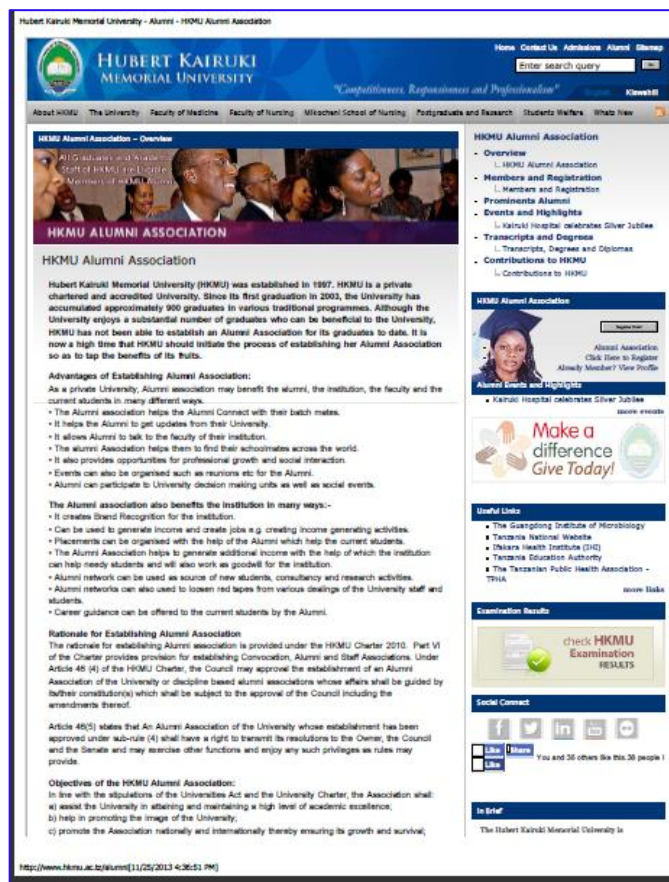 Hubert Kairuki Memorial University - Alumni - HKMU Alumni Association
HUBERT KAIRUKI
MEMORIAL UNIVERSITY
Home Contact Us Admissions Alumni Sitemap
Enter search query
"Competitiveness, Responsiveness and Professionalism"
English Kiswahili
About HKMU The University Faculty of Medicine Faculty of Nursing Mikocheni School of Nursing Postgraduate and Research Students Welfare Whats New
HKMU Alumni Association – Overview
All Graduates and Academic
Staff of HKMU are Eligible
Members of HKMU Alumni
HKMU ALUMNI ASSOCIATION
HKMU Alumni Association
Hubert Kairuki Memorial University (HKMU) was established in 1997. HKMU is a private
chartered and accredited University. Since its first graduation in 2003, the University has
accumulated approximately 900 graduates in various traditional programmes. Although the
University enjoys a substantial number of graduates who can be beneficial to the University,
HKMU has not been able to establish an Alumni Association for its graduates to date. It is
now a high time that HKMU should initiate the process of establishing her Alumni Association
so as to tap the benefits of its fruits.
Advantages of Establishing Alumni Association:
As a private University, Alumni association may benefit the alumni, the institution, the faculty and the
current students in many different ways.
• The Alumni association helps the Alumni Connect with their batch mates.
• It helps the Alumni to get updates from their University.
• It allows Alumni to talk to the faculty of their institution.
• The alumni Association helps them to find their schoolmates across the world.
• It also provides opportunities for professional growth and social interaction.
• Events can also be organised such as reunions etc for the Alumni.
• Alumni can participate to University decision making units as well as social events.
The Alumni association also benefits the institution in many ways:-
• It creates Brand Recognition for the institution.
• Can be used to generate income and create jobs e.g. creating income generating activities.
• Placements can be organised with the help of the Alumni which help the current students.
• The Alumni Association helps to generate additional income with the help of which the institution
can help needy students and will also work as goodwill for the institution.
• Alumni network can be used as source of new students, consultancy and research activities.
• Alumni networks can also be used to loosen red tapes from various dealings of the University staff and
students.
• Career guidance can be offered to the current students by the Alumni.
Rationale for Establishing Alumni Association
The rationale for establishing Alumni association is provided under the HKMU Charter 2010. Part VI
of the Charter provides provision for establishing Convocation, Alumni and Staff Associations. Under
Article 46 (4) of the HKMU Charter, the Council may approval the establishment of an Alumni
Association of the University or discipline based alumni associations whose affairs shall be guided by
its/their constitution(s) which shall be subject to the approval of the Council including the
amendments thereof.
Article 46(5) states that An Alumni Association of the University whose establishment has been
approved under sub-rule (4) shall have a right to transmit its resolutions to the Owner, the Council
and the Senate and may exercise other functions and enjoy any such privileges as rules may
provide.
Objectives of the HKMU Alumni Association:
In line with the stipulations of the Universities Act and the University Charter, the Association shall:
a) assist the University in attaining and maintaining a high level of academic excellence;
b) help in promoting the image of the University;
c) promote the Association nationally and internationally thereby ensuring its growth and survival;
HKMU Alumni Association
Overview
HKMU Alumni Association
Members and Registration
Members and Registration
Prominents Alumni
Events and Highlights
Kairuki Hospital celebrates Silver Jubilee
Transcripts and Degrees
Transcripts, Degrees and Diplomas
Contributions to HKMU
Contributions to HKMU
HKMU Alumni Association
Register Now!
Alumni Association
Click Here to Register
Already Member? View Profile
Alumni Events and Highlights
Kairuki Hospital celebrates Silver Jubilee
more events
Make a
difference
Give Today!
Useful Links
The Guangdong Institute of Microbiology
Tanzania National Website
Ifakara Health Institute (IHI)
Tanzania Education Authority
The Tanzanian Public Health Association -
TPHA
more links
Examination Results
check HKMU
Examination
RESULTS
Social Connect
Like Share
Like
You and 36 others like this.36 people l
In Brief
The Hubert Kairuki Memorial University is
http://www.hkmu.ac.tz/alumni[11/25/2013 4:36:51 PM]